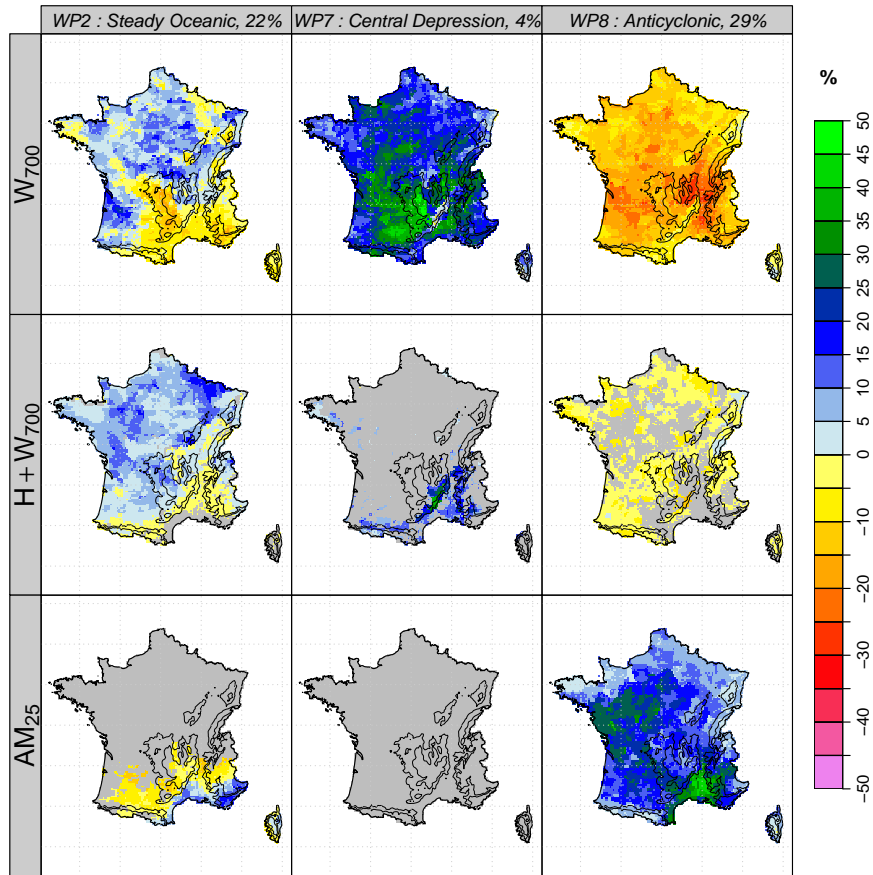 WP2 : Steady Oceanic, 22%
WP7 : Central Depression, 4%
WP8 : Anticyclonic, 29%
%
W700
H + W700
AM25
50
45
40
35
30
25
20
15
10
5
0
−10
−20
−30
−40
−50